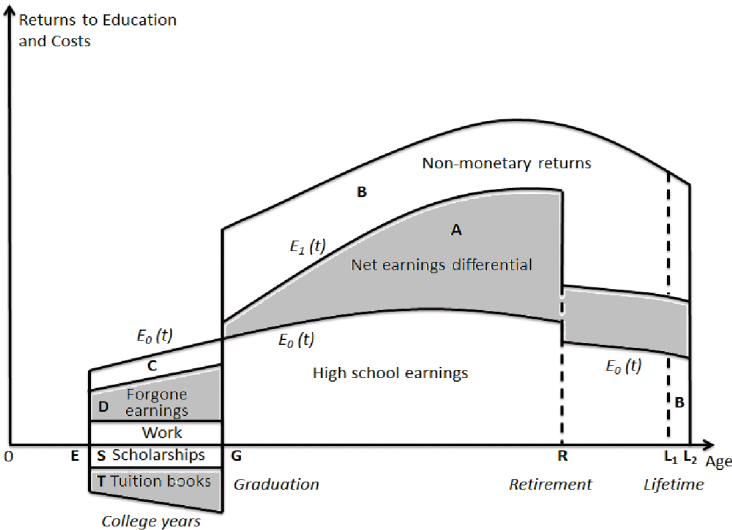 Returns to Education
and Costs
Non-monetary returns
B
E1 (t)
A
Net earnings differential
E0 (t)
E0 (t)
C
High school earnings
E0 (t)
D Forgone
earnings
B
Work
0 E S Scholarships G R L1 L2 Age
T Tuition books Graduation Retirement Lifetime
College years